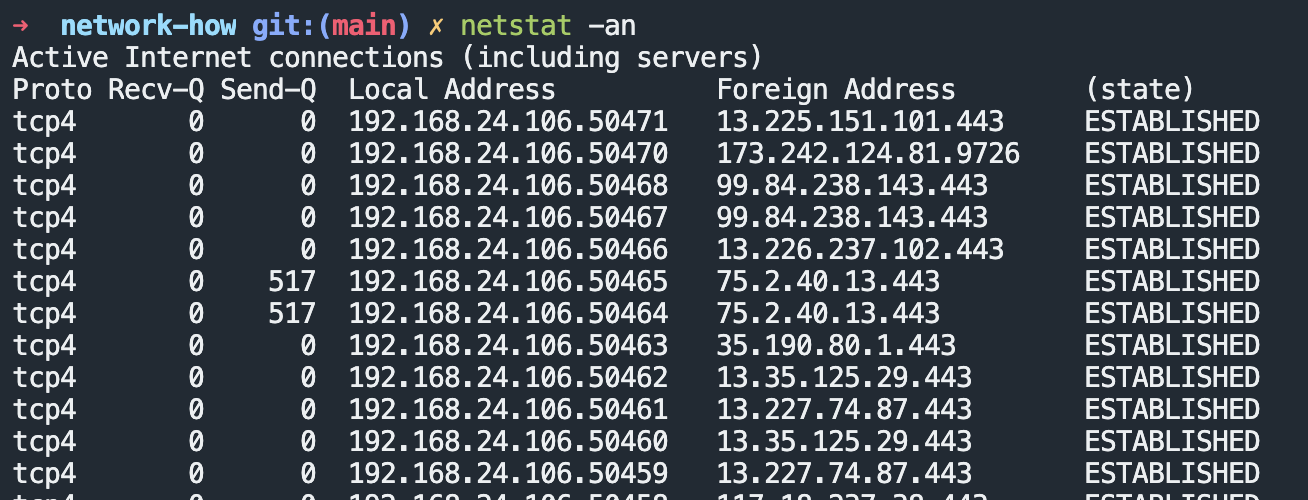 → network-how git:(main) ✗ netstat -an
Active Internet connections (including servers)
Proto Recv-Q Send-Q  Local Address          Foreign Address        (state)
tcp4       0      0  192.168.24.106.50471   13.225.151.101.443     ESTABLISHED
tcp4       0      0  192.168.24.106.50470   173.242.124.81.9726    ESTABLISHED
tcp4       0      0  192.168.24.106.50468   99.84.238.143.443      ESTABLISHED
tcp4       0      0  192.168.24.106.50467   99.84.238.143.443      ESTABLISHED
tcp4       0      0  192.168.24.106.50466   13.226.237.102.443     ESTABLISHED
tcp4       0    517  192.168.24.106.50465   75.2.40.13.443         ESTABLISHED
tcp4       0    517  192.168.24.106.50464   75.2.40.13.443         ESTABLISHED
tcp4       0      0  192.168.24.106.50463   35.190.80.1.443        ESTABLISHED
tcp4       0      0  192.168.24.106.50462   13.35.125.29.443       ESTABLISHED
tcp4       0      0  192.168.24.106.50461   13.227.74.87.443       ESTABLISHED
tcp4       0      0  192.168.24.106.50460   13.35.125.29.443       ESTABLISHED
tcp4       0      0  192.168.24.106.50459   13.227.74.87.443       ESTABLISHED